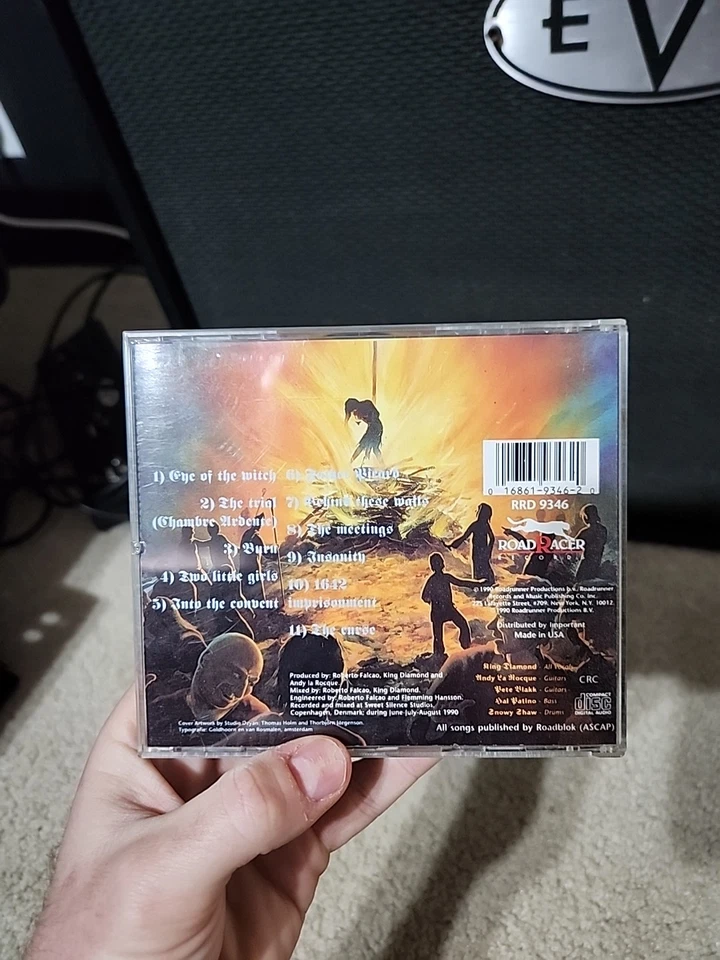 EV
1) Eye of the witch
2) The trial
(Chambre Ardente)
3) Burn
4) Two little girls
5) Into the convent
6) Father Picard
7) Behind these walls
8) The meetings
9) Insanity
10) 1642
imprisonment
11) The curse
0 16861-9346-2 0
RRD 9346
ROADRACER
RECORDS
℗ 1990 Roadrunner Productions b.v. Roadrunner
Records and Music Publishing Co. Inc.
225 Lafayette Street, #709, New York, N.Y. 10012.
1990 Roadrunner Productions B.V.
Distributed by Important
Made in USA
King Diamond - All Vocals
Andy La Rocque - Guitars
Pete Blakk - Guitars
Hal Patino - Bass
Snowy Shaw - Drums
CRC
COMPACT
disc
DIGITAL AUDIO
Produced by: Roberto Falcao, King Diamond and
Andy la Rocque
Mixed by: Roberto Falcao, King Diamond.
Engineered by: Roberto Falcao and Flemming Hansson.
Recorded and mixed at Sweet Silence Studios,
Copenhagen, Denmark; during June-July-August 1990
Cover Artwork by Studio Dzyan: Thomas Holm and Thorbjørn Jørgensen.
Typografie: Goldhoorn en van Rosmalen, amsterdam
All songs published by Roadblok (ASCAP)